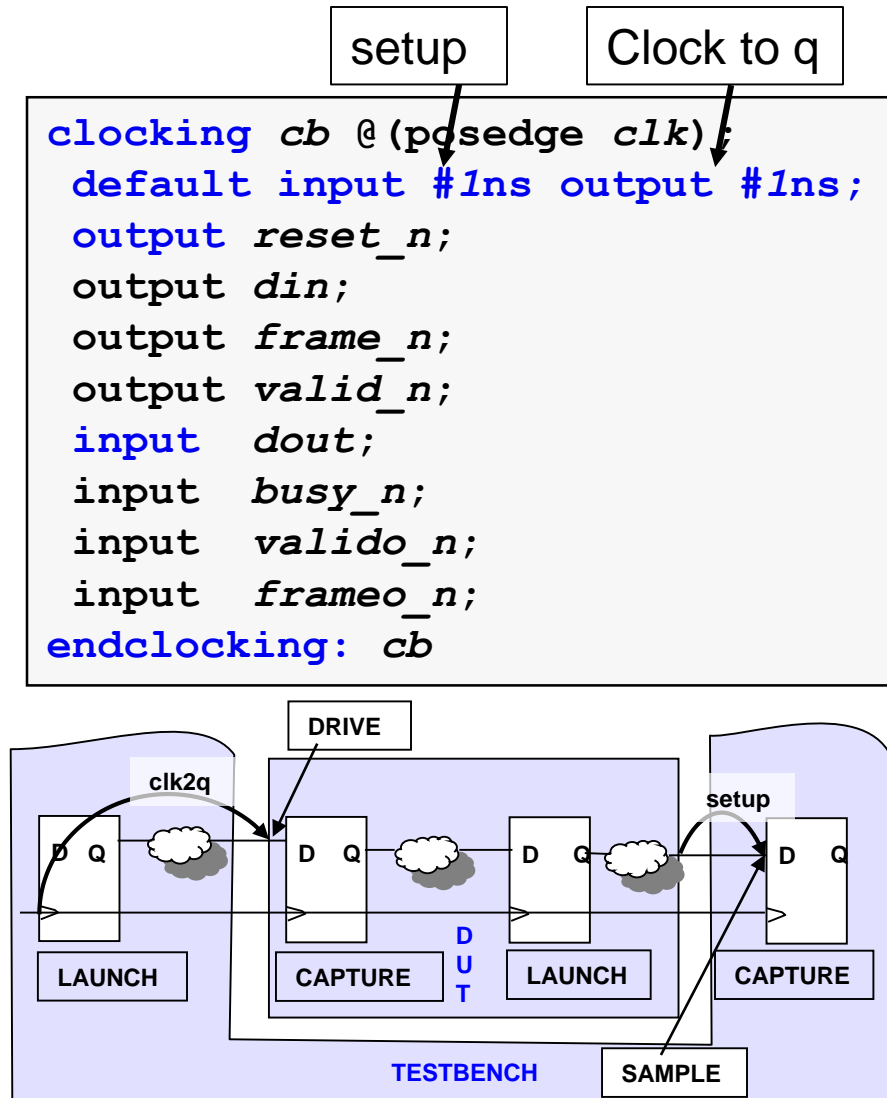 setup
Clock to q
clocking cb @(posedge clk);
default input #1ns output #1ns;
output reset_n;
output din;
output frame_n;
output valid_n;
input dout;
input busy_n;
input valido_n;
input frameo_n;
endclocking: cb
DRIVE
clk2q
setup
D Q
D Q
D Q
D Q
DUT
LAUNCH
CAPTURE
LAUNCH
CAPTURE
TESTBENCH
SAMPLE